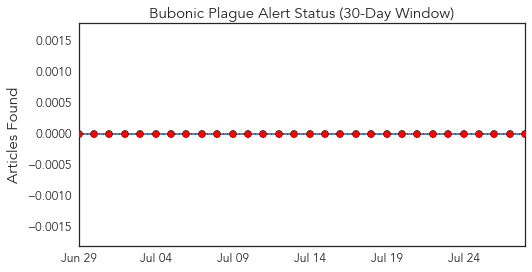 Bubonic Plague Alert Status (30-Day Window)
Articles Found
0.0015
0.0010
0.0005
0.0000
−0.0005
−0.0010
−0.0015
Jun 29 Jul 04 Jul 09 Jul 14 Jul 19 Jul 24